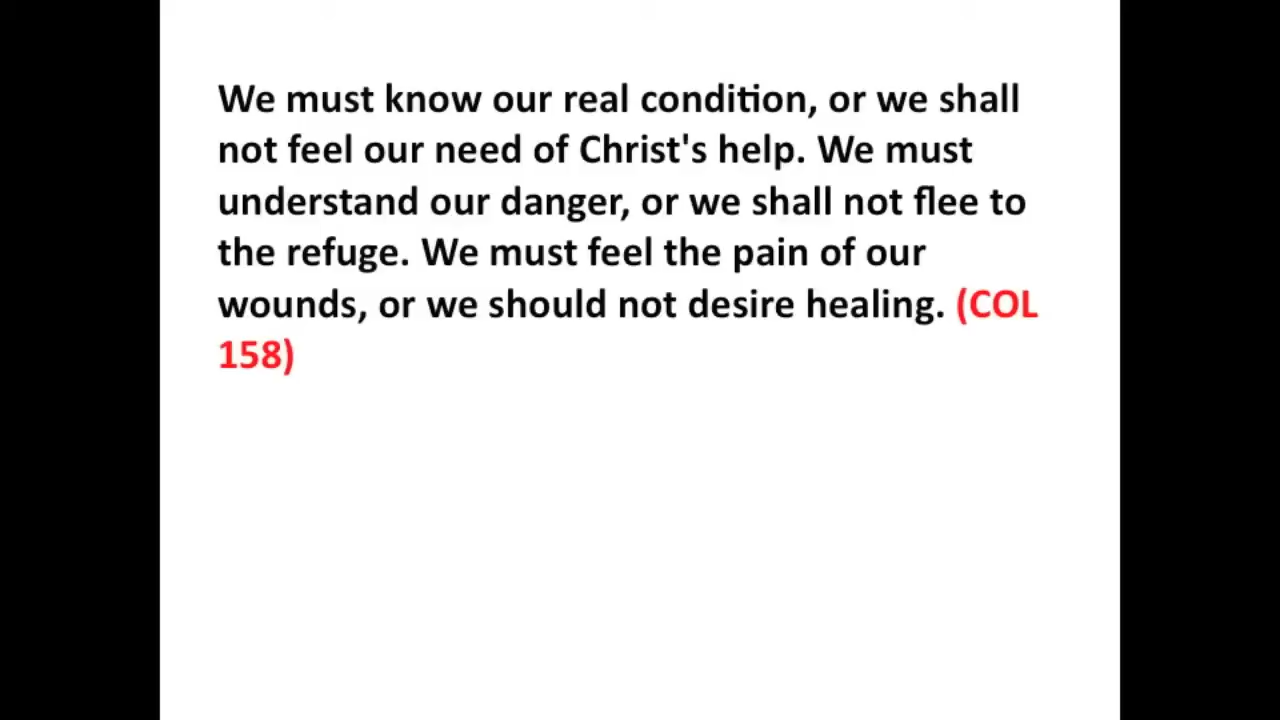 We must know our real condition, or we shall
not feel our need of Christ's help. We must
understand our danger, or we shall not flee to
the refuge. We must feel the pain of our
wounds, or we should not desire healing. (COL
158)